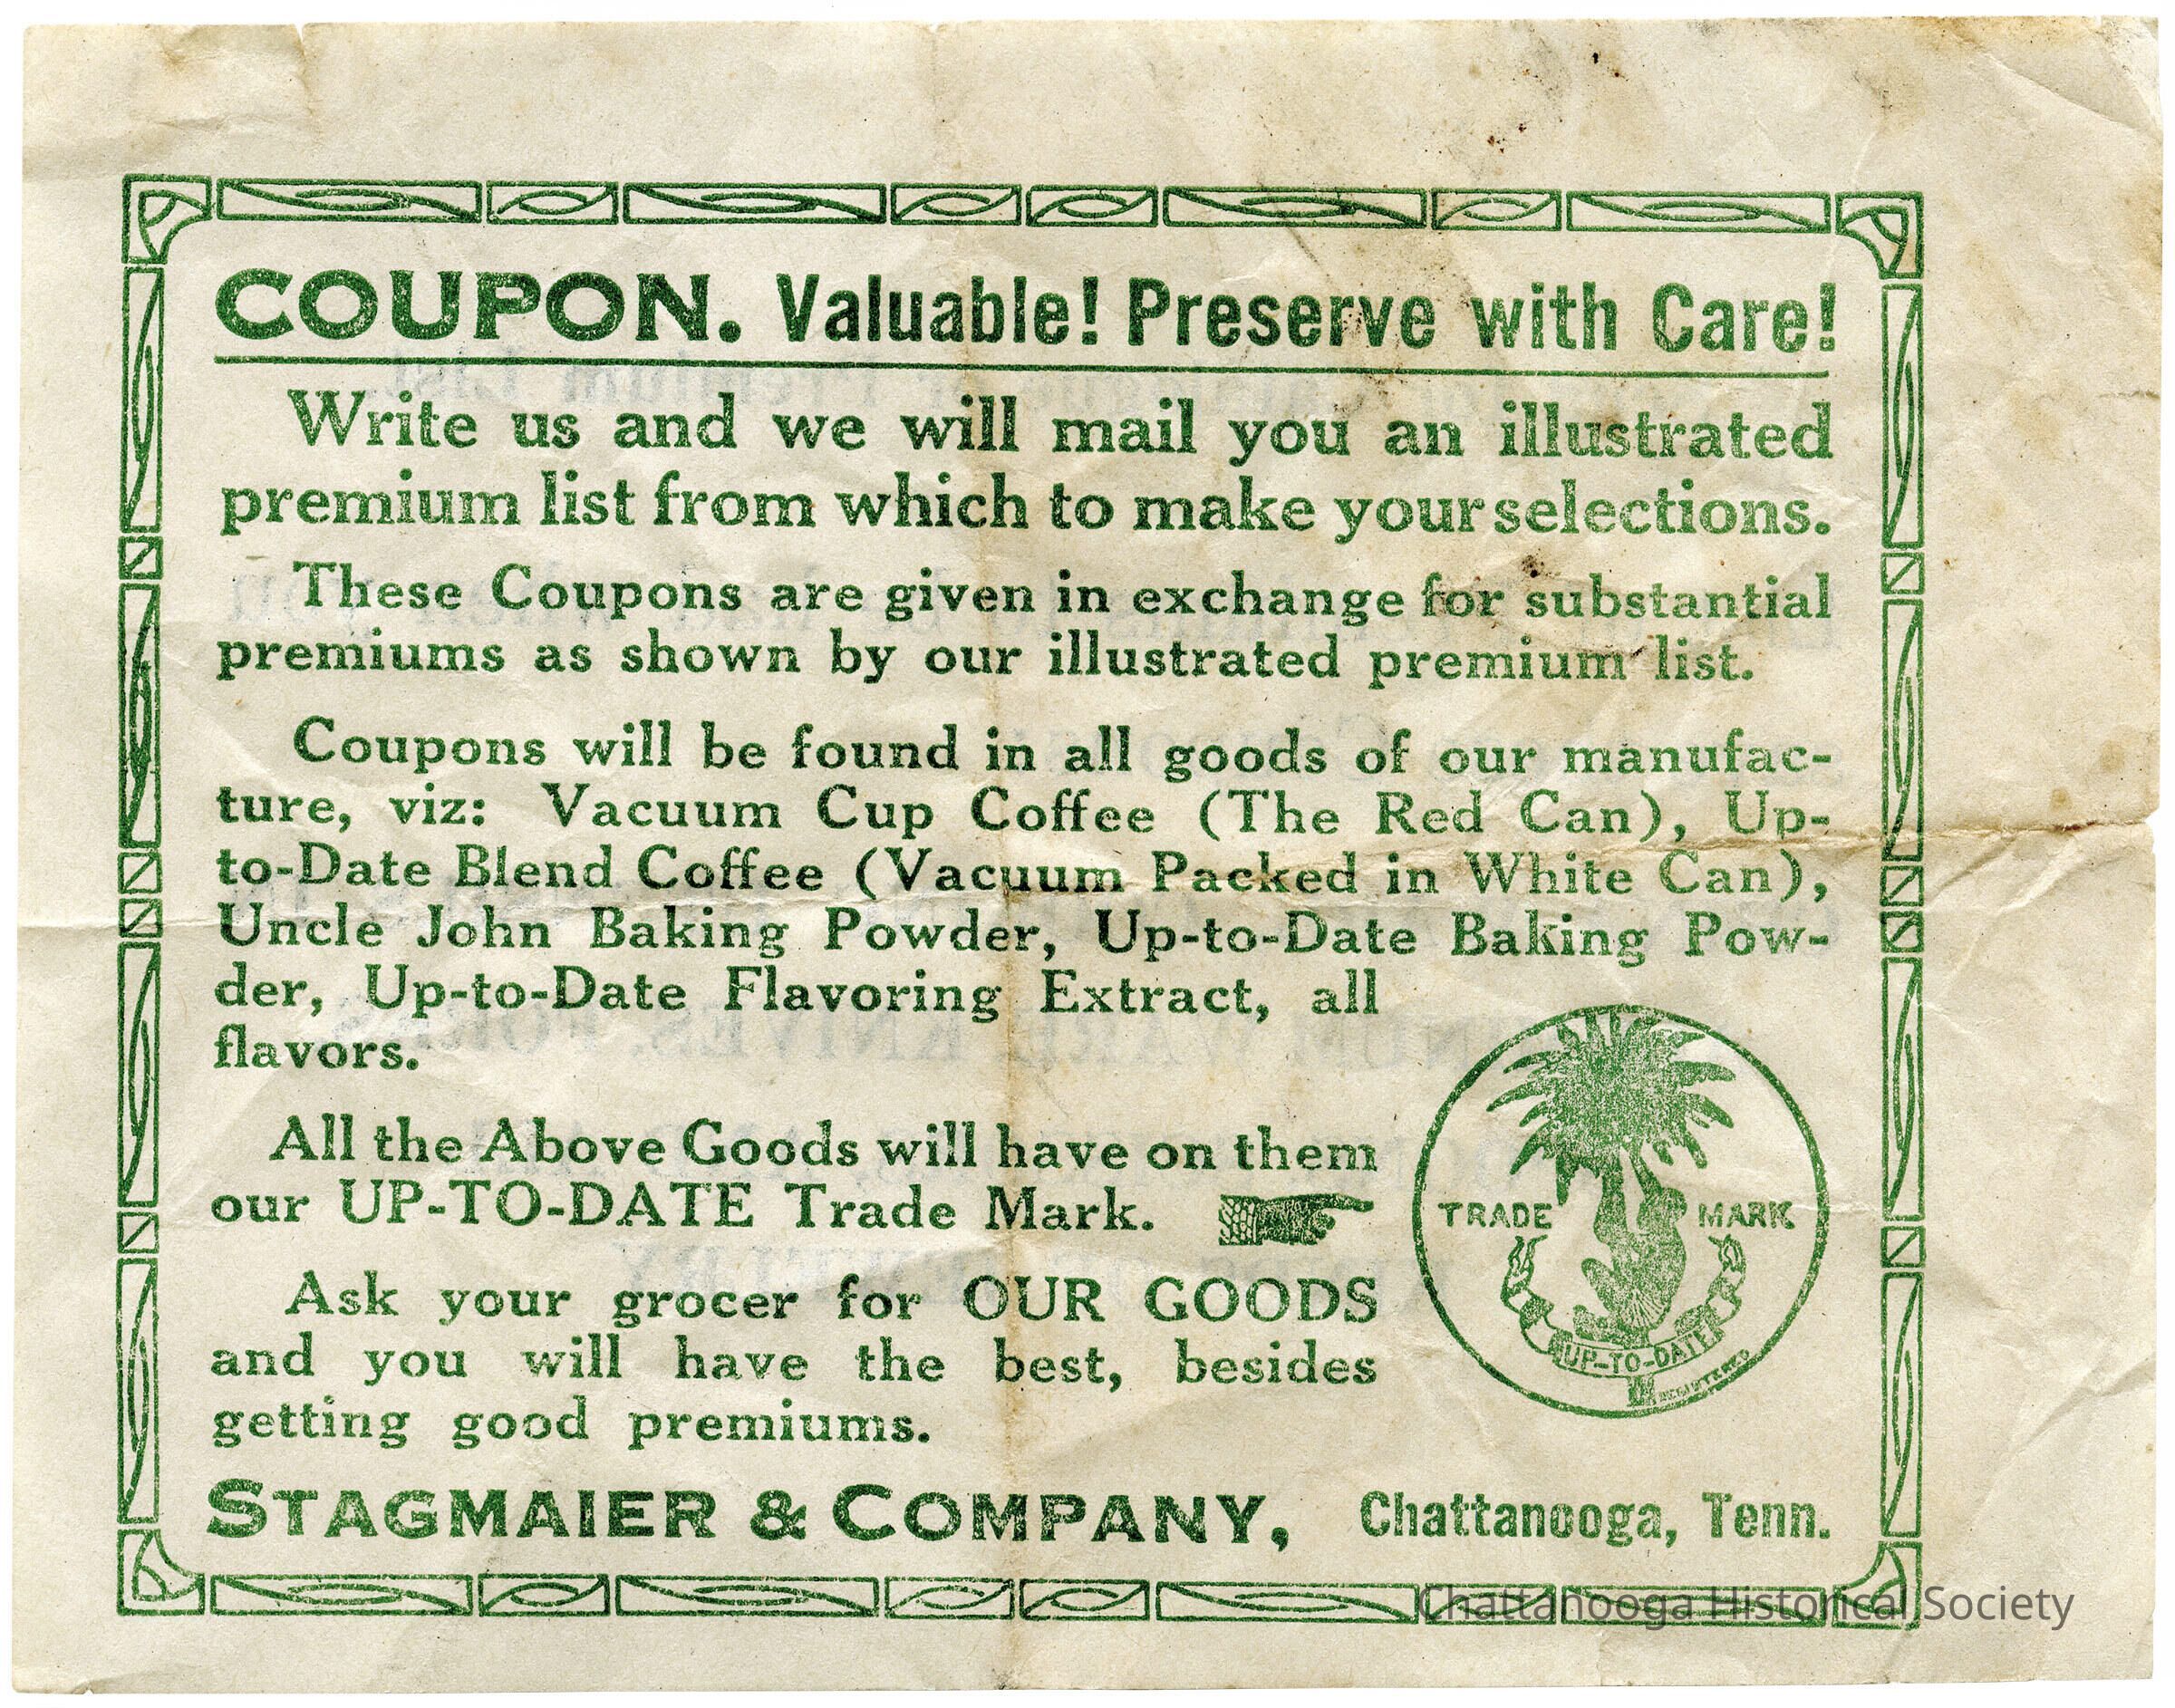 COUPON. Valuable! Preserve with Care!
Write us and we will mail you an illustrated
premium list from which to make your selections.
These Coupons are given in exchange for substantial
premiums as shown by our illustrated premium list.
Coupons will be found in all goods of our manufac-
ture, viz: Vacuum Cup Coffee (The Red Can), Up-
to-Date Blend Coffee (Vacuum Packed in White Can),
Uncle John Baking Powder, Up-to-Date Baking Pow-
der, Up-to-Date Flavoring Extract, all
flavors.
All the Above Goods will have on them
our UP-TO-DATE Trade Mark.
Ask your grocer for OUR GOODS
and you will have the best, besides
getting good premiums.
TRADE MARK
UP-TO-DATE
REGISTERED
STAGMAIER & COMPANY, Chattanooga, Tenn.
Chattanooga Historical Society